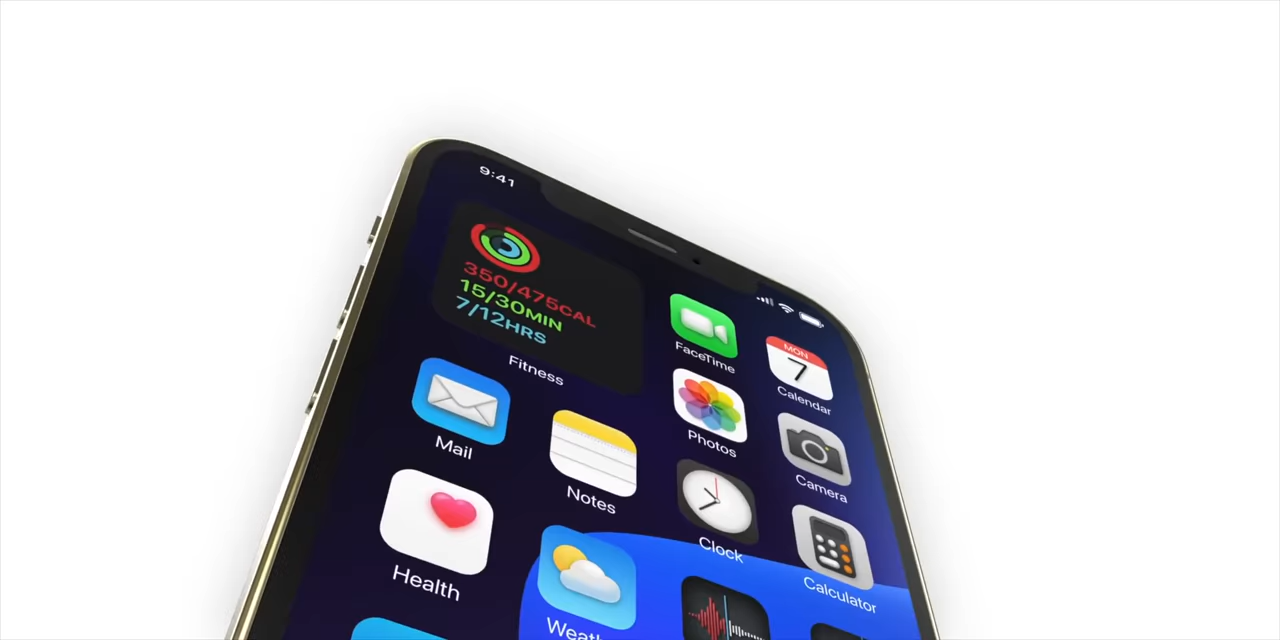 9:41
350/475CAL
15/30MIN
7/12HRS
Fitness
FaceTime
MON
7
Calendar
Mail
Notes
Photos
Camera
Health
Clock
Calculator